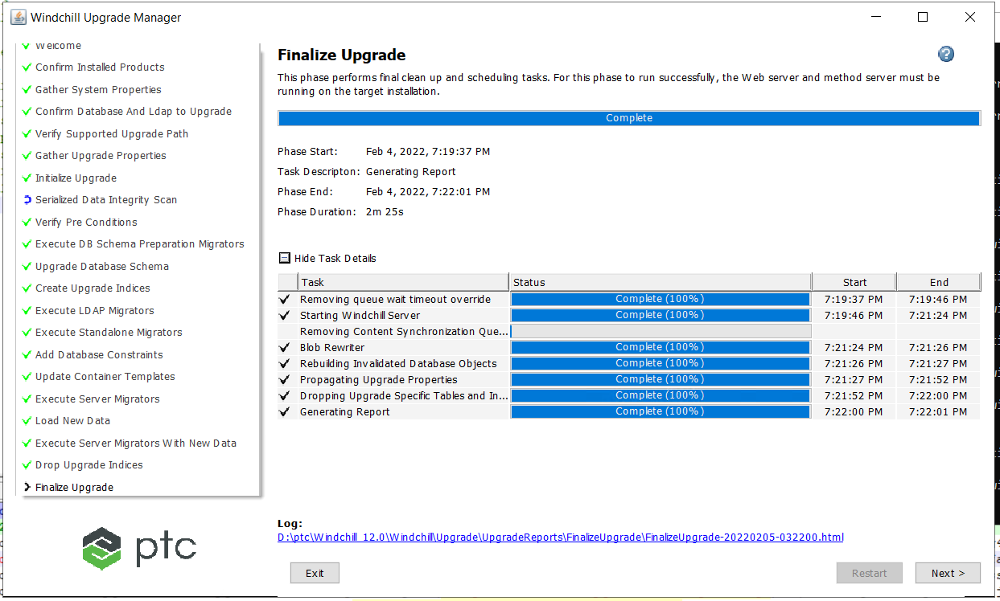 Windchill Upgrade Manager
Welcome
Confirm Installed Products
Gather System Properties
Confirm Database And Ldap to Upgrade
Verify Supported Upgrade Path
Gather Upgrade Properties
Initialize Upgrade
Serialized Data Integrity Scan
Verify Pre Conditions
Execute DB Schema Preparation Migrators
Upgrade Database Schema
Create Upgrade Indices
Execute LDAP Migrators
Execute Standalone Migrators
Add Database Constraints
Update Container Templates
Execute Server Migrators
Load New Data
Execute Server Migrators With New Data
Drop Upgrade Indices
Finalize Upgrade
ptc
Finalize Upgrade
?
This phase performs final clean up and scheduling tasks. For this phase to run successfully, the Web server and method server must be
running on the target installation.
Complete
Phase Start: Feb 4, 2022, 7:19:37 PM
Task Descripton: Generating Report
Phase End: Feb 4, 2022, 7:22:01 PM
Phase Duration: 2m 25s
Hide Task Details
Task Status Start End
Removing queue wait timeout override Complete (100%) 7:19:37 PM 7:19:46 PM
Starting Windchill Server Complete (100%) 7:19:46 PM 7:21:24 PM
Removing Content Synchronization Que...
Blob Rewriter Complete (100%) 7:21:24 PM 7:21:26 PM
Rebuilding Invalidated Database Objects Complete (100%) 7:21:26 PM 7:21:27 PM
Propagating Upgrade Properties Complete (100%) 7:21:27 PM 7:21:52 PM
Dropping Upgrade Specific Tables and In... Complete (100%) 7:21:52 PM 7:22:00 PM
Generating Report Complete (100%) 7:22:00 PM 7:22:01 PM
Log:
D:\ptc\Windchill_12.0\Windchill\Upgrade\UpgradeReports\FinalizeUpgrade\FinalizeUpgrade-20220205-032200.html
Exit
Restart
Next >